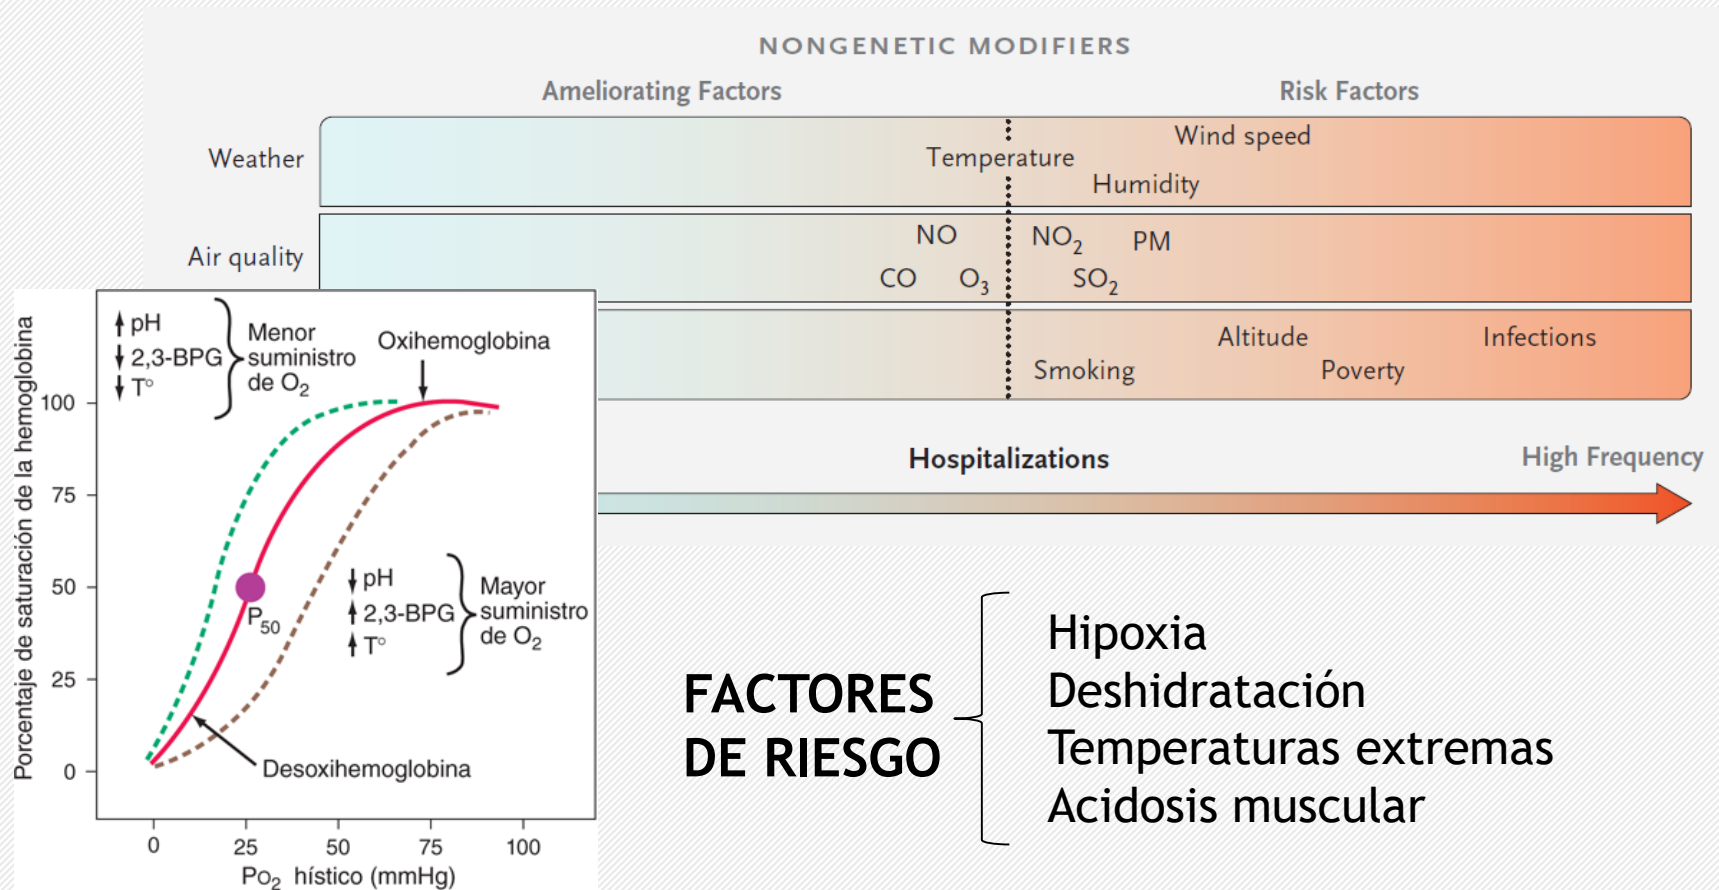 NONGENETIC MODIFIERS
Ameliorating Factors
Risk Factors
Weather
Wind speed
Temperature
Humidity
Air quality
NO
NO2
PM
CO
O3
SO2
Altitude
Infections
Smoking
Poverty
Hospitalizations
High Frequency
Porcentaje de saturación de la hemoglobina
100
75
50
25
0
↑ pH
↓ 2,3-BPG
↓ T°
Menor
suministro
de O2
Oxihemoglobina
P50
↓ pH
↑ 2,3-BPG
↑ T°
Mayor
suministro
de O2
Desoxihemoglobina
0
25
50
75
100
PO2 hístico (mmHg)
FACTORES
DE RIESGO
Hipoxia
Deshidratación
Temperaturas extremas
Acidosis muscular